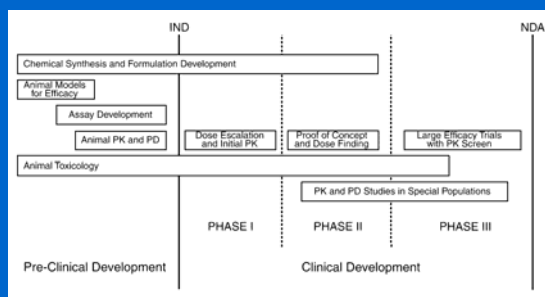 IND
NDA
Chemical Synthesis and Formulation Development
Animal Models
for Efficacy
Assay Development
Animal PK and PD
Dose Escalation
and Initial PK
Proof of Concept
and Dose Finding
Large Efficacy Trials
with PK Screen
Animal Toxicology
PK and PD Studies in Special Populations
PHASE I
PHASE II
PHASE III
Pre-Clinical Development
Clinical Development